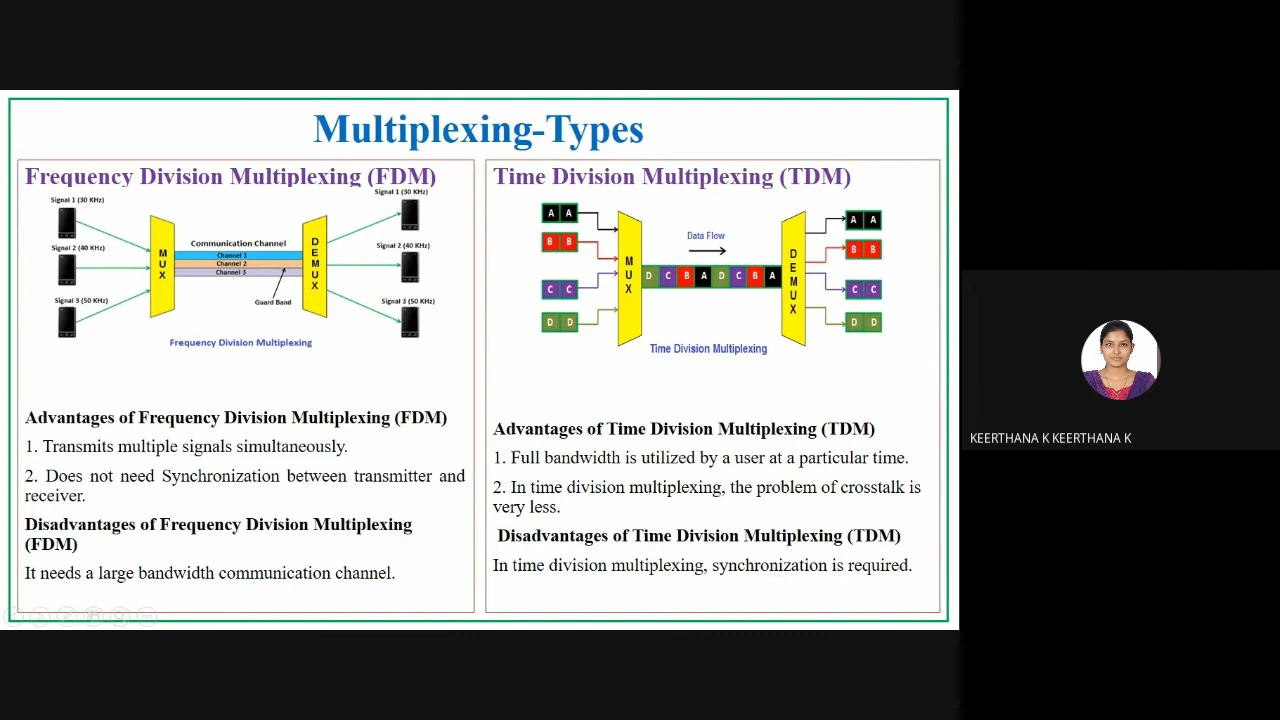 Multiplexing-Types
Frequency Division Multiplexing (FDM)
Signal 1 (30 KHz)
Signal 2 (40 KHz)
Signal 3 (50 KHz)
MUX
Communication Channel
Channel 1
Channel 2
Channel 3
Guard Band
DEMUX
Signal 1 (30 KHz)
Signal 2 (40 KHz)
Signal 3 (50 KHz)
Frequency Division Multiplexing
Advantages of Frequency Division Multiplexing (FDM)
1. Transmits multiple signals simultaneously.
2. Does not need Synchronization between transmitter and
receiver.
Disadvantages of Frequency Division Multiplexing
(FDM)
It needs a large bandwidth communication channel.
Time Division Multiplexing (TDM)
A A
B B
C C
D D
MUX
Data Flow
D C B A D C B A
DEMUX
A A
B B
C C
D D
Time Division Multiplexing
Advantages of Time Division Multiplexing (TDM)
1. Full bandwidth is utilized by a user at a particular time.
2. In time division multiplexing, the problem of crosstalk is
very less.
Disadvantages of Time Division Multiplexing (TDM)
In time division multiplexing, synchronization is required.
KEERTHANA K KEERTHANA K